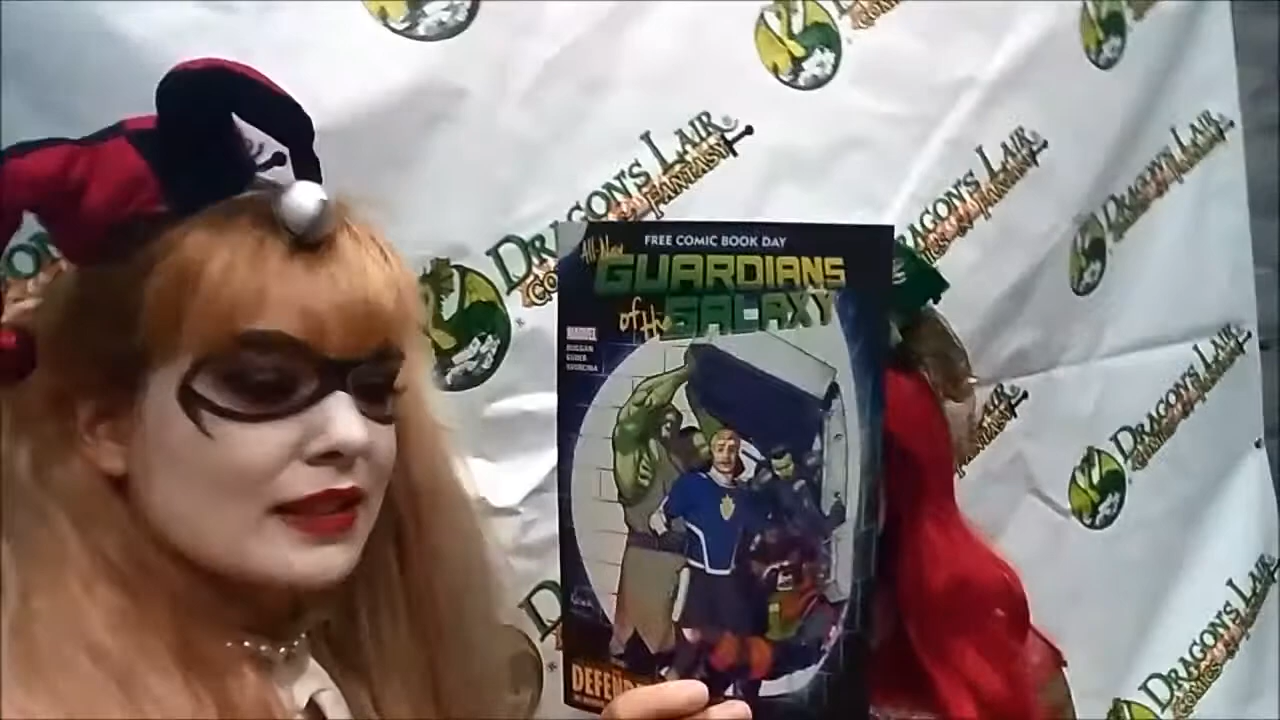 DRAGON'S LAIR
COMICS & FANTASY
FREE COMIC BOOK DAY
All-New
GUARDIANS
of the GALAXY
MARVEL
DUGGAN
KUDER
SVORCINA
DRAGON'S LAIR
COMICS & FANTASY
DRAGON'S LAIR
COMICS & FANTASY
DRAGON'S LAIR
COMICS & FANTASY
DRAGON'S LAIR
COMICS & FANTASY